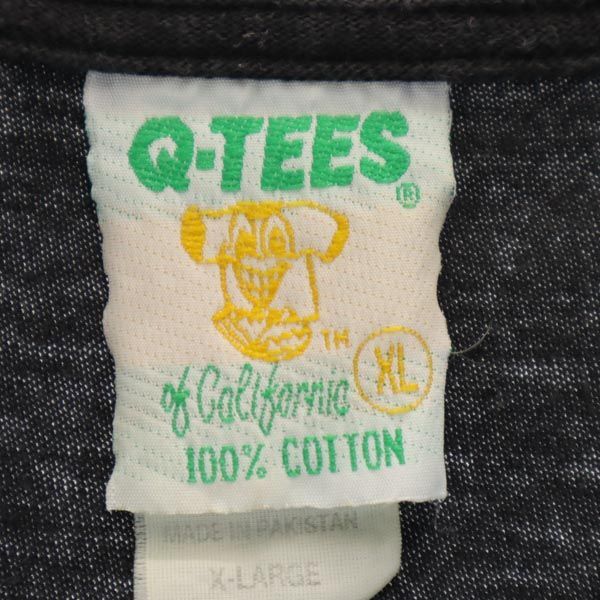 Q-TEES
®
TM
XL
of California
100% COTTON
MADE IN PAKISTAN
X-LARGE